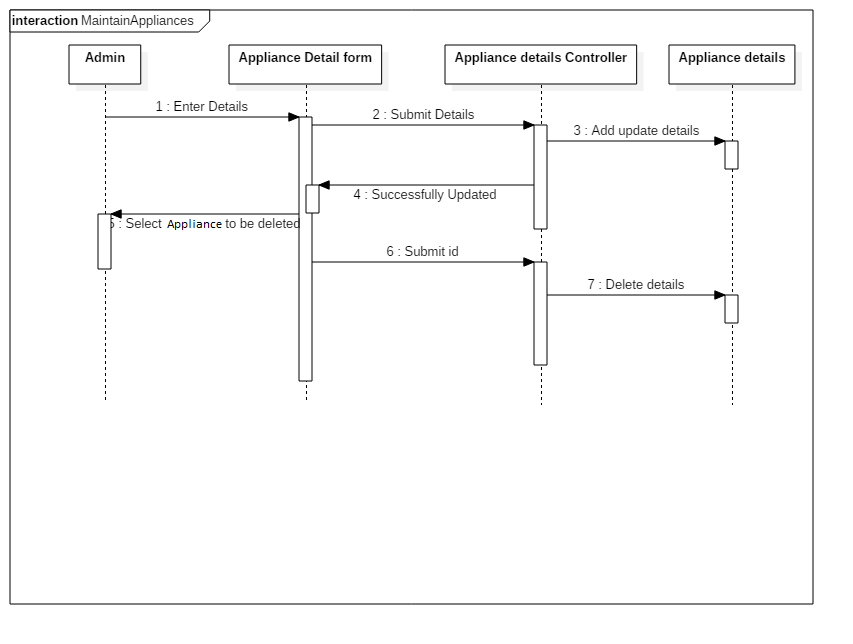 interaction MaintainAppliances
Admin
Appliance Detail form
Appliance details Controller
Appliance details
1 : Enter Details
2 : Submit Details
3 : Add update details
4 : Successfully Updated
5 : Select Appliance to be deleted
6 : Submit id
7 : Delete details